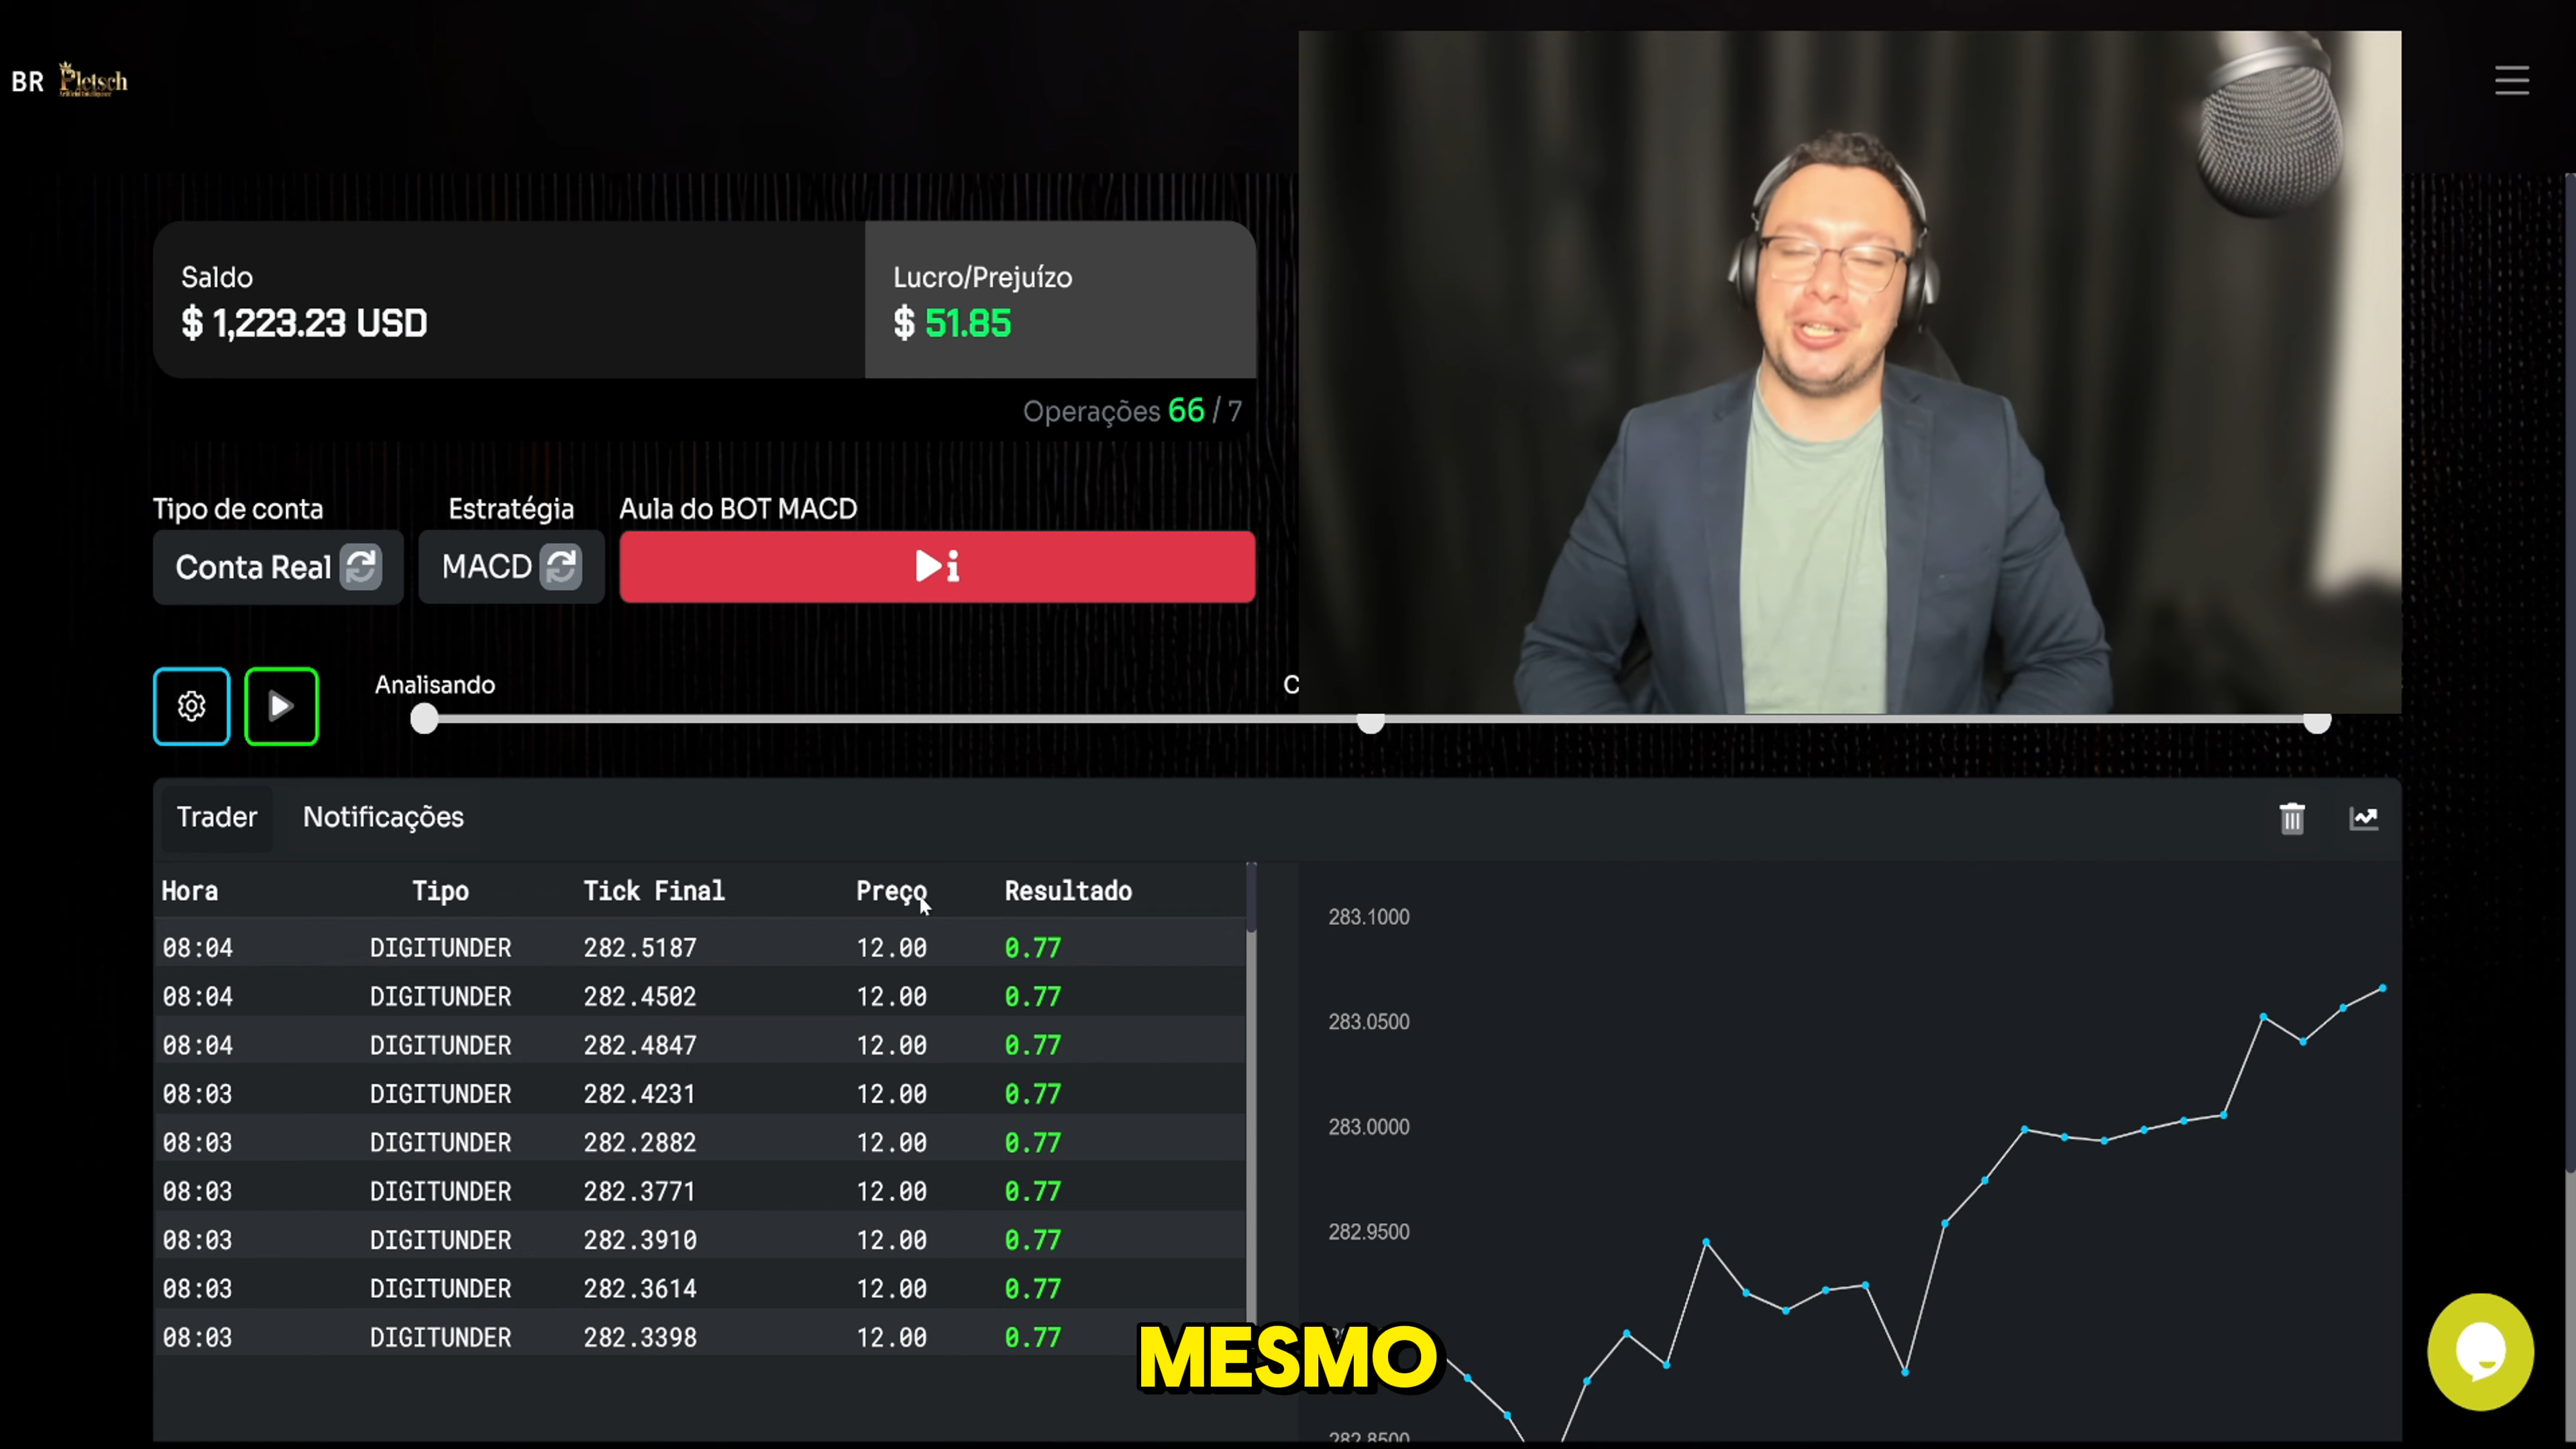 BR Pletsch
Saldo
$ 1,223.23 USD
Lucro/Prejuízo
$ 51.85
Operações 66 / 7
Tipo de conta
Conta Real
Estratégia
MACD
Aula do BOT MACD
Analisando
C
Trader
Notificações
Hora Tipo Tick Final Preço Resultado
08:04 DIGITUNDER 282.5187 12.00 0.77
08:04 DIGITUNDER 282.4502 12.00 0.77
08:04 DIGITUNDER 282.4847 12.00 0.77
08:03 DIGITUNDER 282.4231 12.00 0.77
08:03 DIGITUNDER 282.2882 12.00 0.77
08:03 DIGITUNDER 282.3771 12.00 0.77
08:03 DIGITUNDER 282.3910 12.00 0.77
08:03 DIGITUNDER 282.3614 12.00 0.77
08:03 DIGITUNDER 282.3398 12.00 0.77
283.1000
283.0500
283.0000
282.9500
282.8500
MESMO